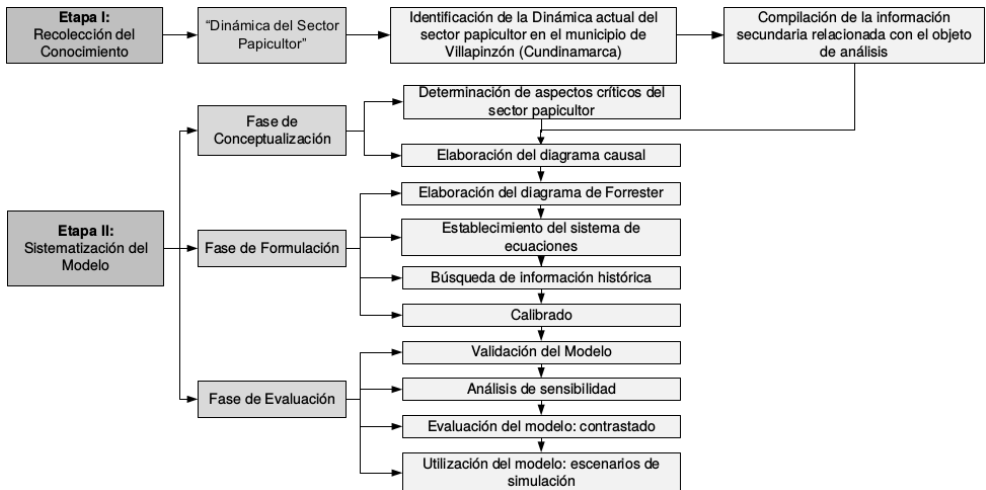 Etapa I:
Recolección del
Conocimiento
“Dinámica del Sector
Papicultor”
Identificación de la Dinámica actual del
sector papicultor en el municipio de
Villapinzón (Cundinamarca)
Compilación de la información
secundaria relacionada con el objeto
de análisis
Etapa II:
Sistematización del
Modelo
Fase de
Conceptualización
Determinación de aspectos críticos del
sector papicultor
Elaboración del diagrama causal
Fase de Formulación
Elaboración del diagrama de Forrester
Establecimiento del sistema de
ecuaciones
Búsqueda de información histórica
Calibrado
Fase de Evaluación
Validación del Modelo
Análisis de sensibilidad
Evaluación del modelo: contrastado
Utilización del modelo: escenarios de
simulación